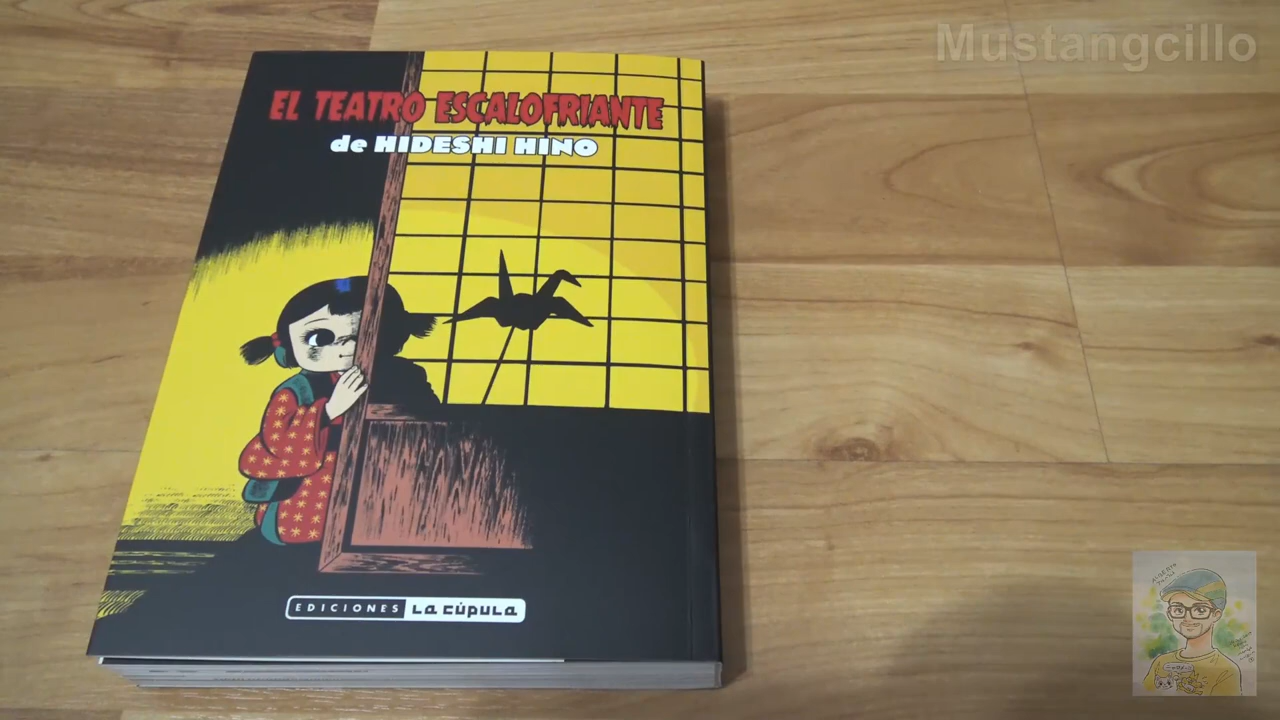 Mustangcillo
EL TEATRO ESCALOFRIANTE
de HIDESHI HINO
EDICIONES LA CÚPULA